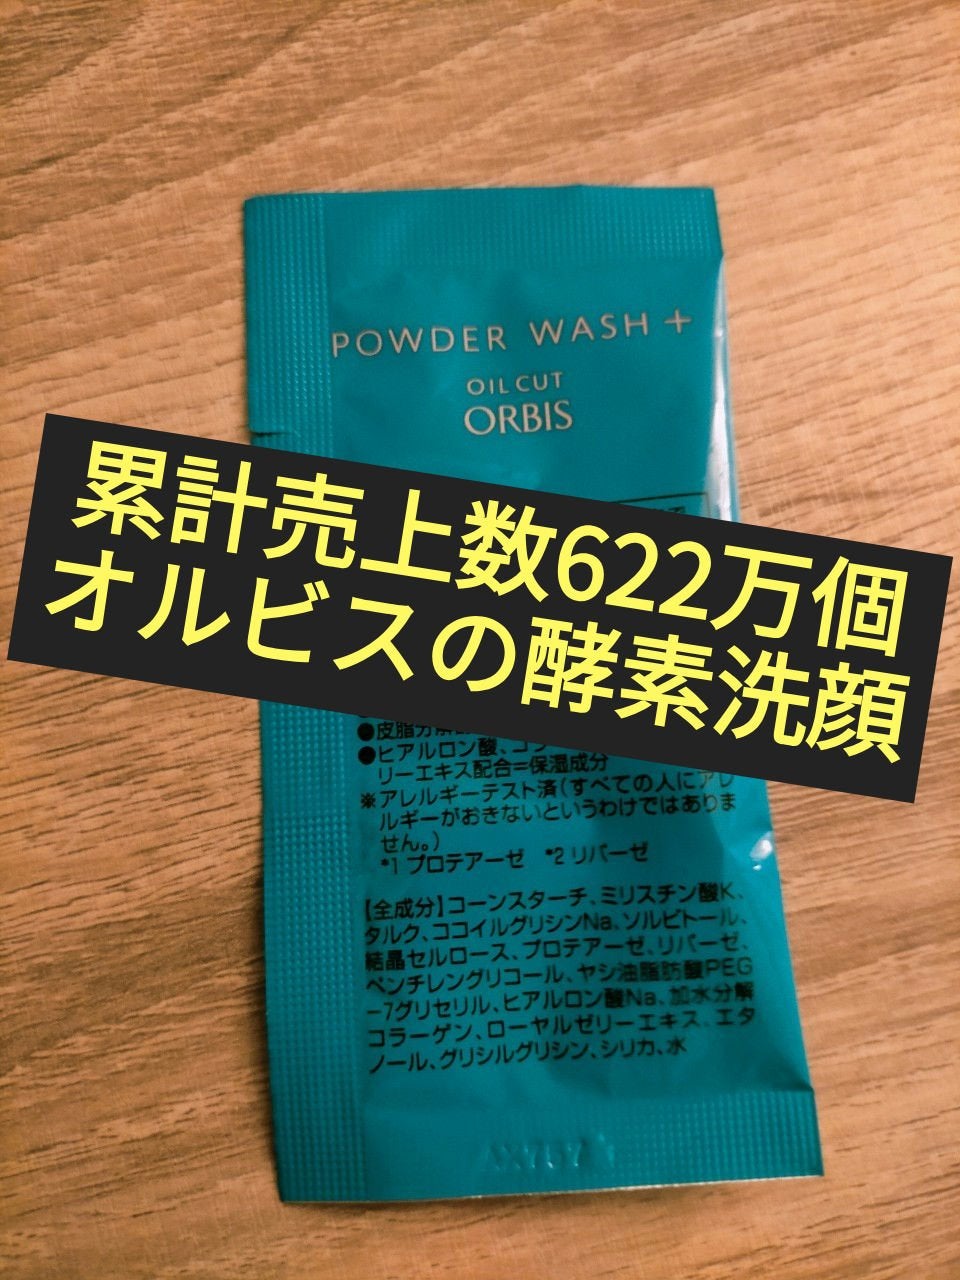 POWDER WASH +
OIL CUT
ORBIS
累計売上数622万個
オルビスの酵素洗顔
●皮脂分解
●ヒアルロン酸、コラ
リーエキス配合=保湿成分
※アレルギーテスト済(すべての人にアレ
ルギーがおきないというわけではありま
せん。)
*1 プロテアーゼ *2 リパーゼ
【全成分】コーンスターチ、ミリスチン酸K、
タルク、ココイルグリシンNa、ソルビトール、
結晶セルロース、プロテアーゼ、リパーゼ、
ペンチレングリコール、ヤシ油脂肪酸PEG
-7グリセリル、ヒアルロン酸Na、加水分解
コラーゲン、ローヤルゼリーエキス、エタ
ノール、グリシルグリシン、シリカ、水